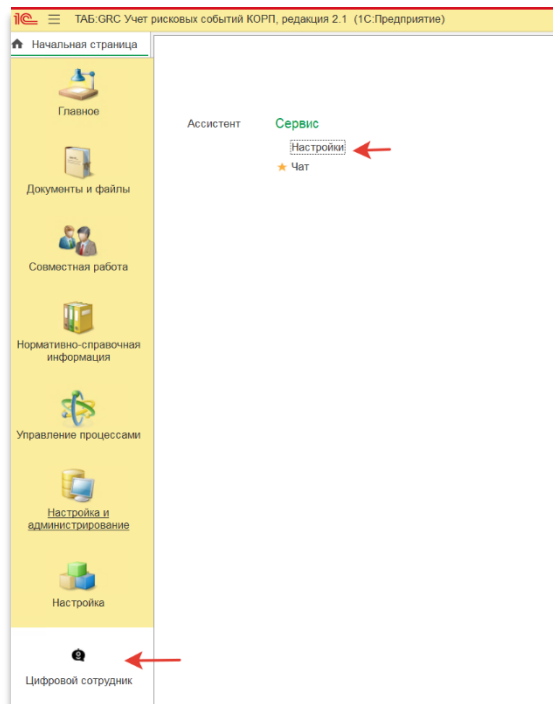 1С ТАБ:GRC Учет рисковых событий КОРП, редакция 2.1 (1С:Предприятие)
Начальная страница
Главное
Документы и файлы
Совместная работа
Нормативно-справочная
информация
Управление процессами
Настройка и
администрирование
Настройка
Цифровой сотрудник
Ассистент
Сервис
Настройки
Чат